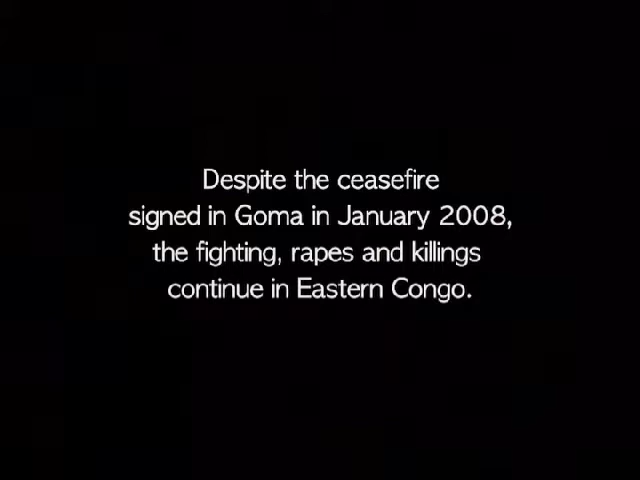 Despite the ceasefire
signed in Goma in January 2008,
the fighting, rapes and killings
continue in Eastern Congo.